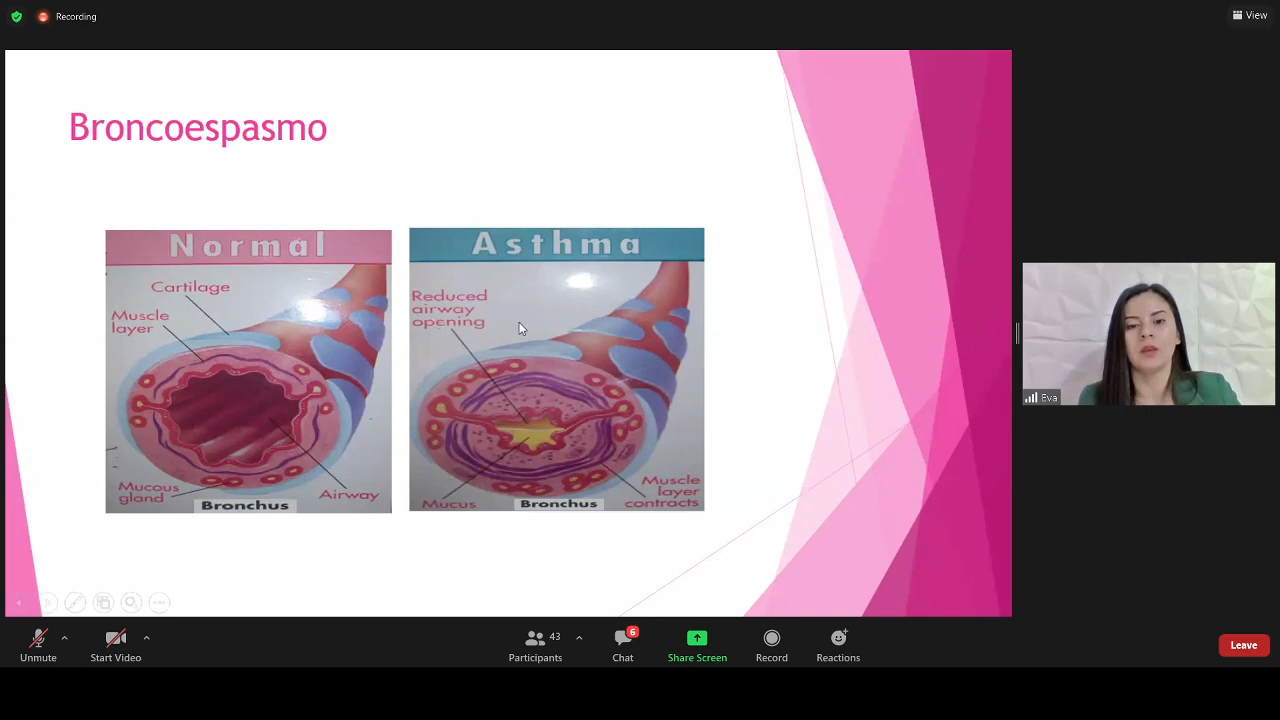 Recording
View
Broncoespasmo
Normal
Cartilage
Muscle
layer
Mucous
gland
Airway
Bronchus
Asthma
Reduced
airway
opening
Mucus
Bronchus
Muscle
layer
contracts
Eva
Unmute
Start Video
Participants
43
Chat
6
Share Screen
Record
Reactions
Leave